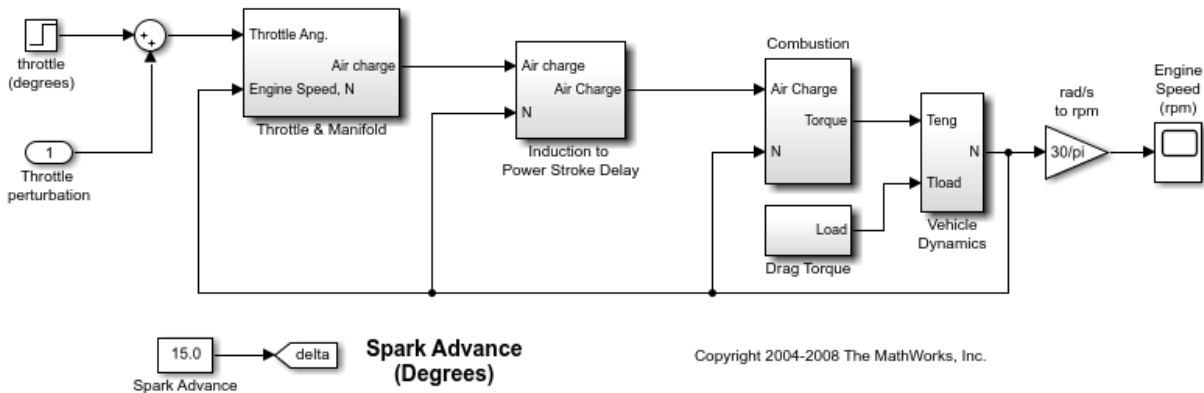 throttle
(degrees)
+
+
1
Throttle
perturbation
Throttle Ang.
Air charge
Engine Speed, N
Throttle & Manifold
Air charge
Air Charge
N
Induction to
Power Stroke Delay
Combustion
Air Charge
Torque
N
Load
Drag Torque
Teng
N
Tload
Vehicle
Dynamics
rad/s
to rpm
30/pi
Engine
Speed
(rpm)
15.0
Spark Advance
delta
Spark Advance
(Degrees)
Copyright 2004-2008 The MathWorks, Inc.